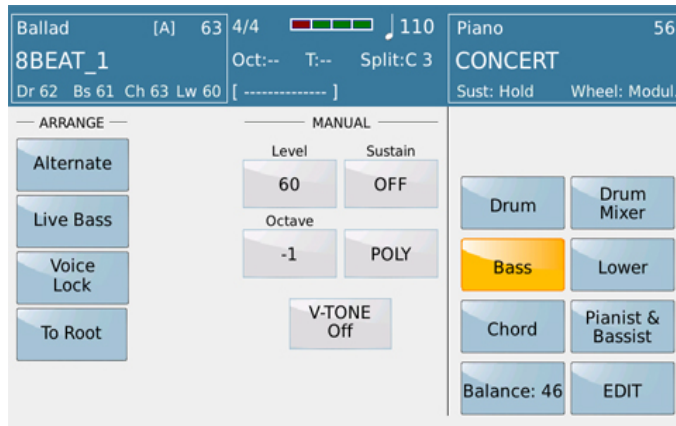 Ballad [A] 63
8BEAT_1
Dr 62 Bs 61 Ch 63 Lw 60
4/4 110
Oct:-- T:-- Split:C 3
[ -------------- ]
Piano 56
CONCERT
Sust: Hold Wheel: Modul.
ARRANGE
Alternate
Live Bass
Voice
Lock
To Root
MANUAL
Level Sustain
60 OFF
Octave
-1 POLY
V-TONE
Off
Drum
Drum
Mixer
Bass
Lower
Chord
Pianist &
Bassist
Balance: 46
EDIT